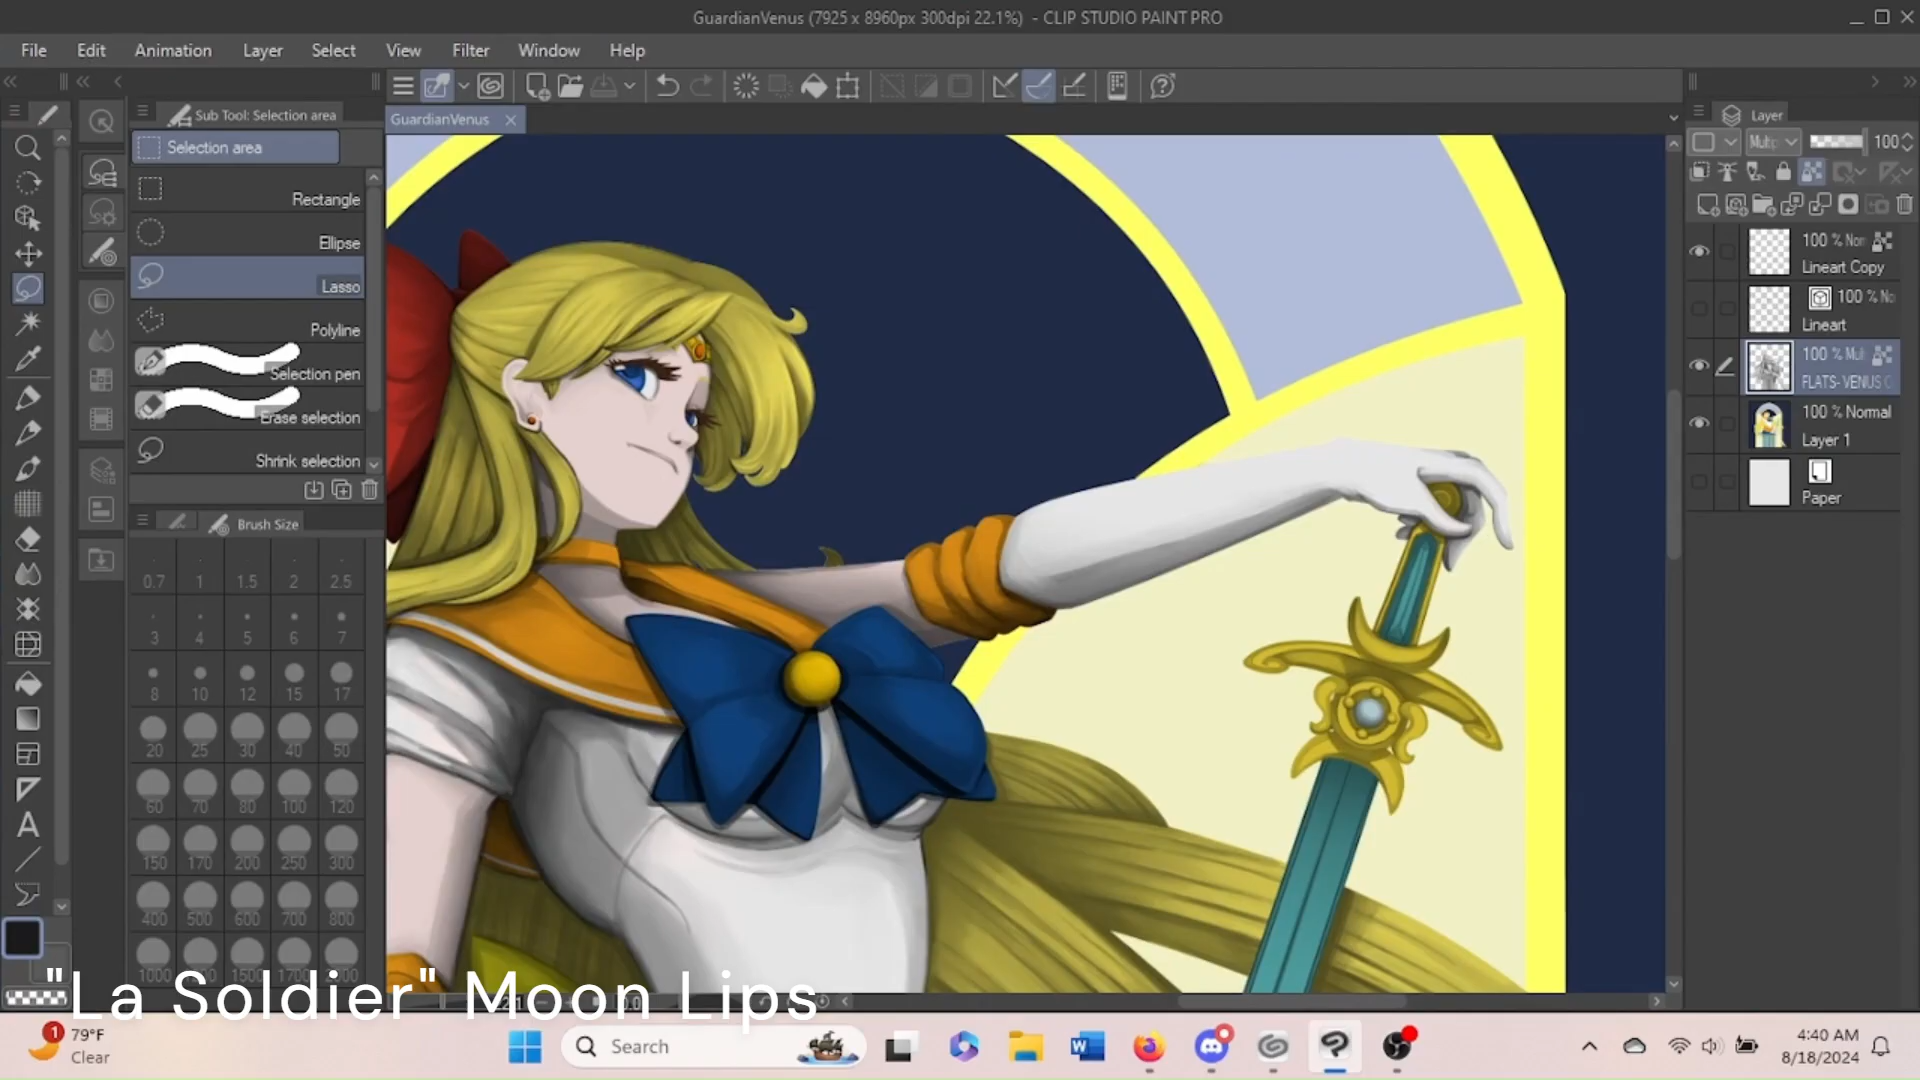 GuardianVenus (7925 x 8960px 300dpi 22.1%) - CLIP STUDIO PAINT PRO
File Edit Animation Layer Select View Filter Window Help
Sub Tool: Selection area
GuardianVenus
Layer
Selection area
100
Rectangle
Ellipse
Lasso
Polyline
Selection pen
Erase selection
Shrink selection
100 %
Lineart Copy
100 %
Lineart
100 %
FLATS- VENUS
100 % Normal
Layer 1
Paper
Brush Size
0.7 1 1.5 2 2.5
3 4 5 6 7
8 10 12 15 17
20 25 30 40 50
60 70 80 100 120
150 170 200 250 300
400 500 600 700 800
"La Soldier" Moon Lips
1
79°F
Clear
Search
4:40 AM
8/18/2024